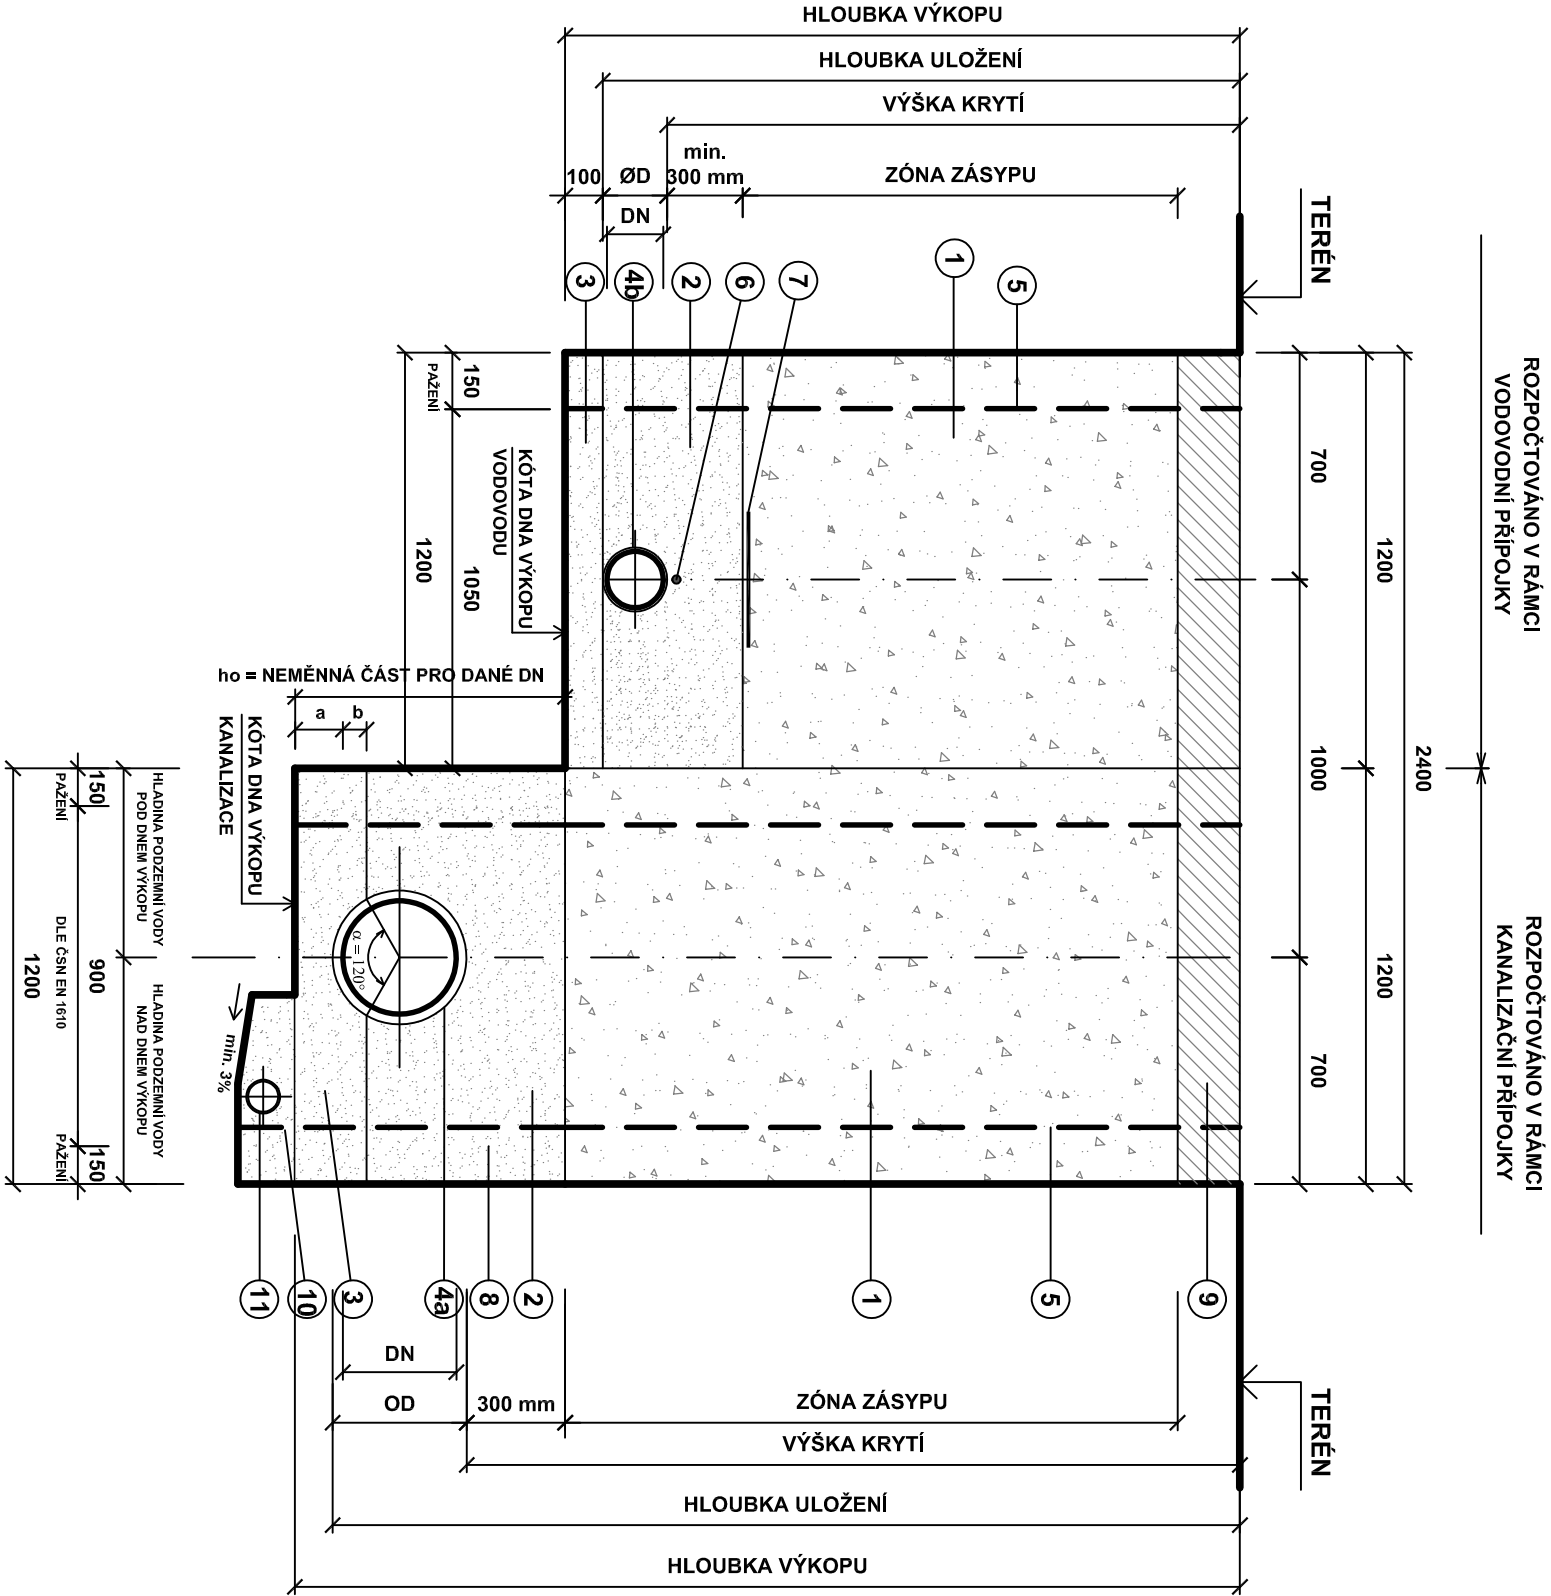 HLOUBKA VÝKOPU
HLOUBKA ULOŽENÍ
VÝŠKA KRYTÍ
min.
100
ØD
300 mm
ZÓNA ZÁSYPU
DN
3
4b
2
6
7
1
5
TERÉN
ROZPOČTOVÁNO V RÁMCI
VODOVODNÍ PŘÍPOJKY
ROZPOČTOVÁNO V RÁMCI
KANALIZAČNÍ PŘÍPOJKY
2400
1200
1200
700
1000
700
150
PAŽENÍ
1050
1200
KÓTA DNA VÝKOPU
VODOVODU
ho = NEMĚNNÁ ČÁST PRO DANÉ DN
a
b
KÓTA DNA VÝKOPU
KANALIZACE
α = 120°
min. 3%
HLADINA PODZEMNÍ VODY
POD DNEM VÝKOPU
HLADINA PODZEMNÍ VODY
NAD DNEM VÝKOPU
150
PAŽENÍ
900
DLE ČSN EN 1610
150
PAŽENÍ
1200
11
10
3
4a
8
2
1
5
9
DN
OD
300 mm
ZÓNA ZÁSYPU
VÝŠKA KRYTÍ
HLOUBKA ULOŽENÍ
HLOUBKA VÝKOPU
TERÉN